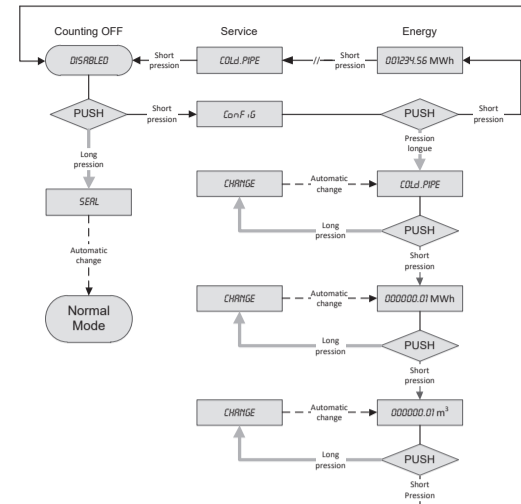 Counting OFF
Service
Energy
DISABLED
Short
pression
COLd.PIPE
Short
pression
001234.56 MWh
PUSH
Short
pression
ConFiG
PUSH
Short
pression
Long
pression
Pression
longue
SEAL
CHANGE
Automatic
change
COLd.PIPE
Long
pression
PUSH
Automatic
change
Short
pression
Normal
Mode
CHANGE
Automatic
change
000000.01 MWh
Long
pression
PUSH
Short
pression
CHANGE
Automatic
change
000000.01 m³
Long
pression
PUSH
Short
Pression